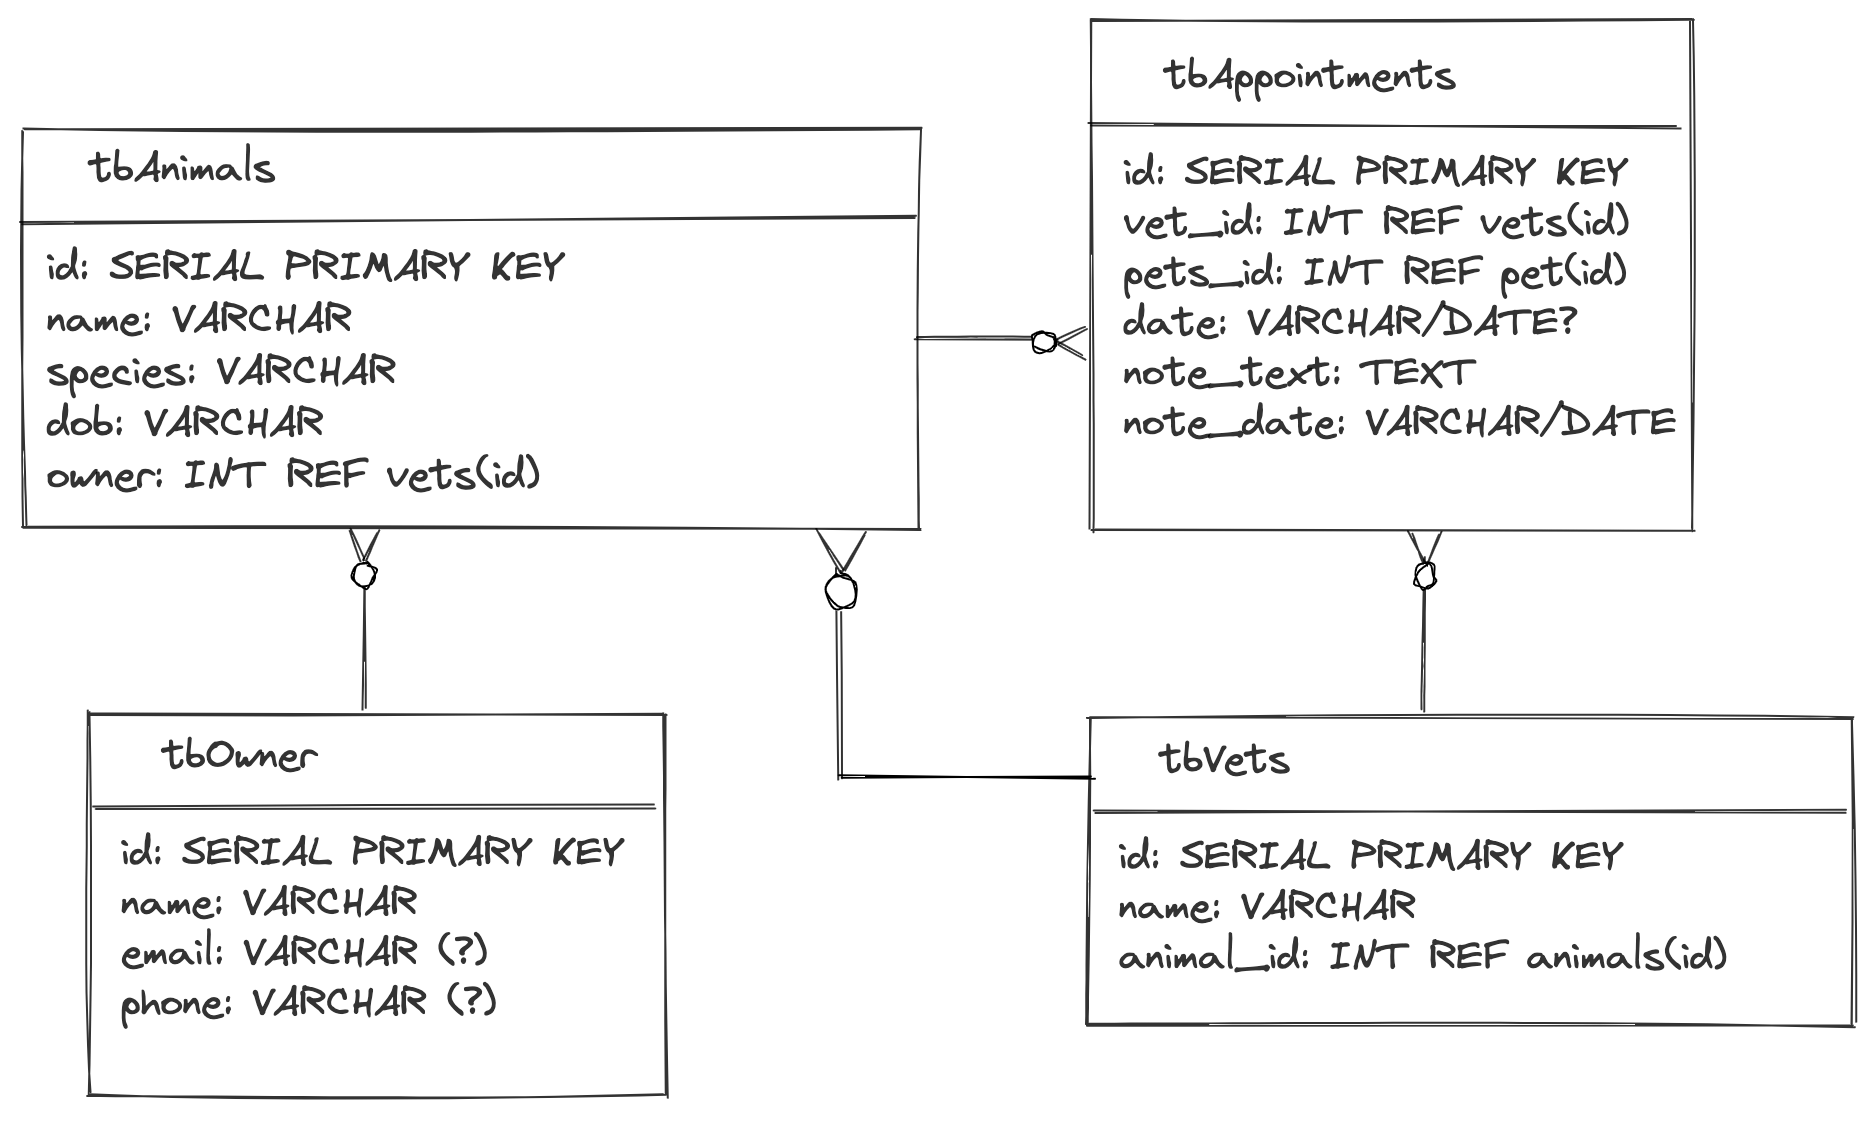 tbAnimals
id: SERIAL PRIMARY KEY
name: VARCHAR
species: VARCHAR
dob: VARCHAR
owner: INT REF vets(id)
tbAppointments
id: SERIAL PRIMARY KEY
vet_id: INT REF vets(id)
pets_id: INT REF pet(id)
date: VARCHAR/DATE?
note_text: TEXT
note_date: VARCHAR/DATE
tbOwner
id: SERIAL PRIMARY KEY
name: VARCHAR
email: VARCHAR (?)
phone: VARCHAR (?)
tbVets
id: SERIAL PRIMARY KEY
name: VARCHAR
animal_id: INT REF animals(id)